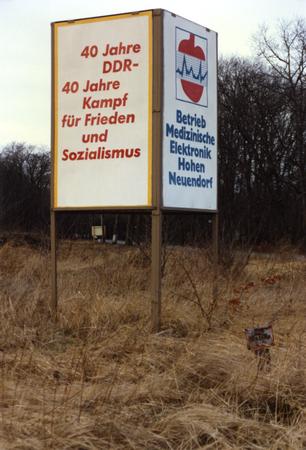 40 Jahre
DDR-
40 Jahre
Kampf
für Frieden
und
Sozialismus
Betrieb
Medizinische
Elektronik
Hohen
Neuendorf